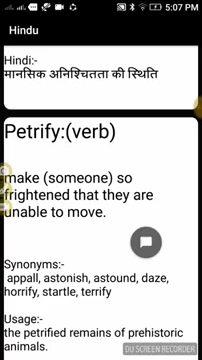 5:07 PM
Hindu
Hindi:-
मानसिक अनिश्चितता की स्थिति
Petrify:(verb)
make (someone) so
frightened that they are
unable to move.
Synonyms:-
appall, astonish, astound, daze,
horrify, startle, terrify
Usage:-
the petrified remains of prehistoric
animals.
DU SCREEN RECORDER